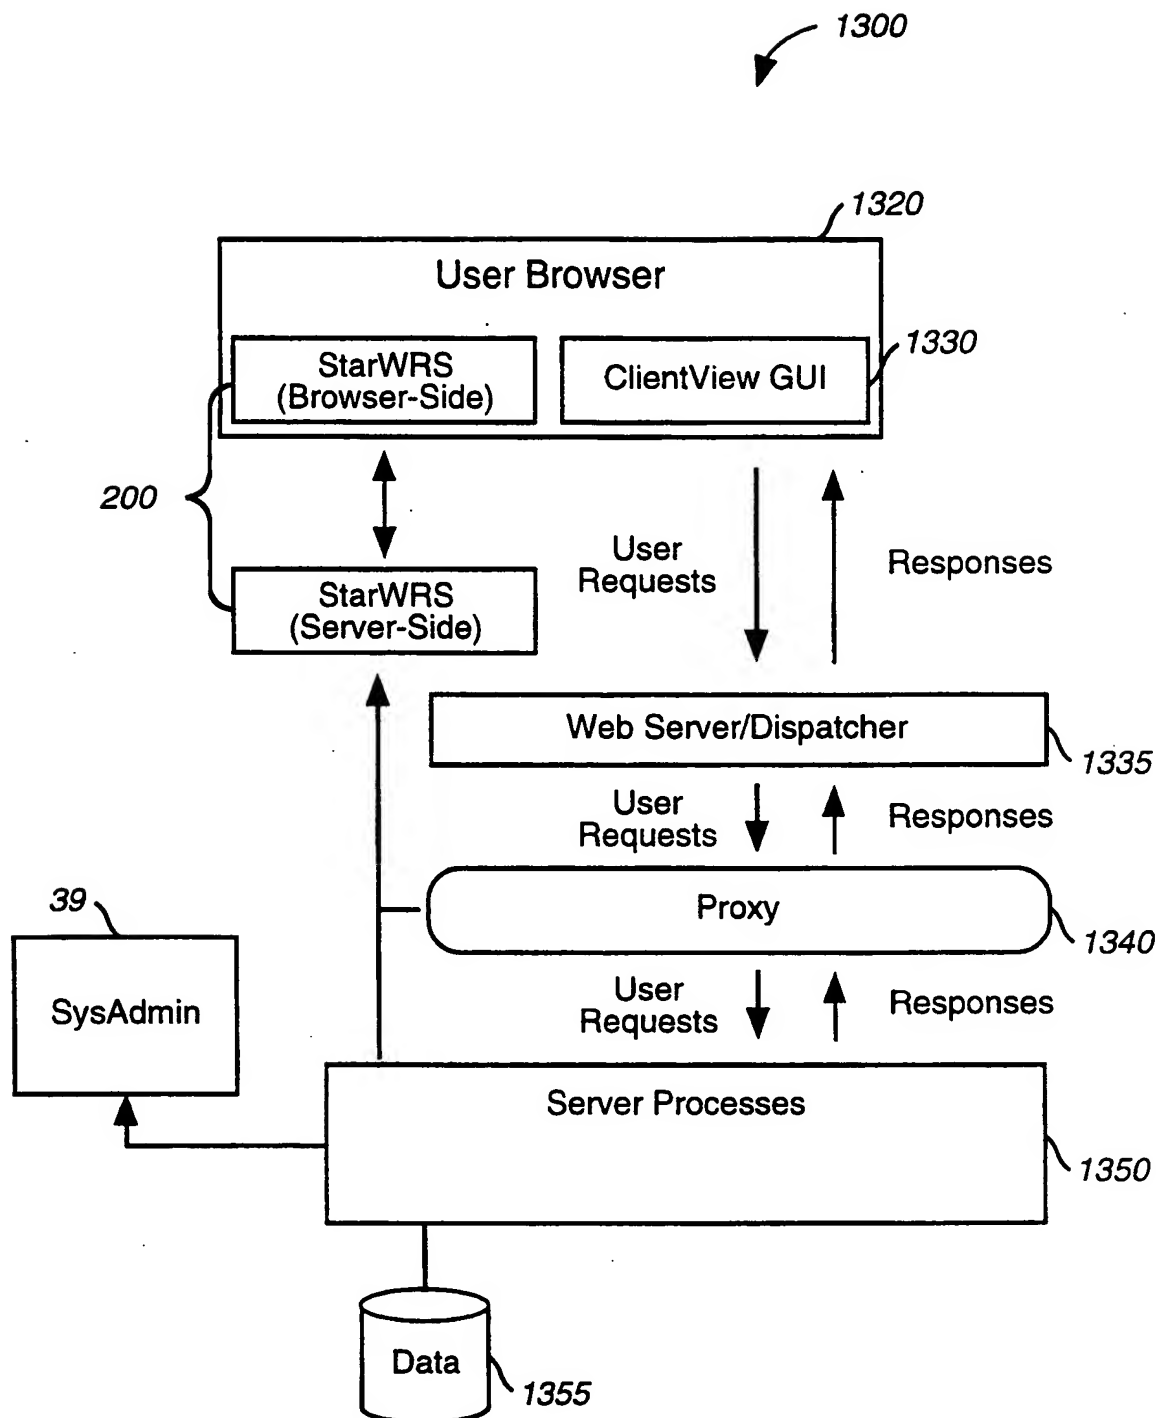 1300
1320
User Browser
StarWRS
(Browser-Side)
ClientView GUI
1330
200
User
Requests
Responses
StarWRS
(Server-Side)
Web Server/Dispatcher
1335
User
Requests
Responses
39
Proxy
1340
SysAdmin
User
Requests
Responses
Server Processes
1350
Data
1355